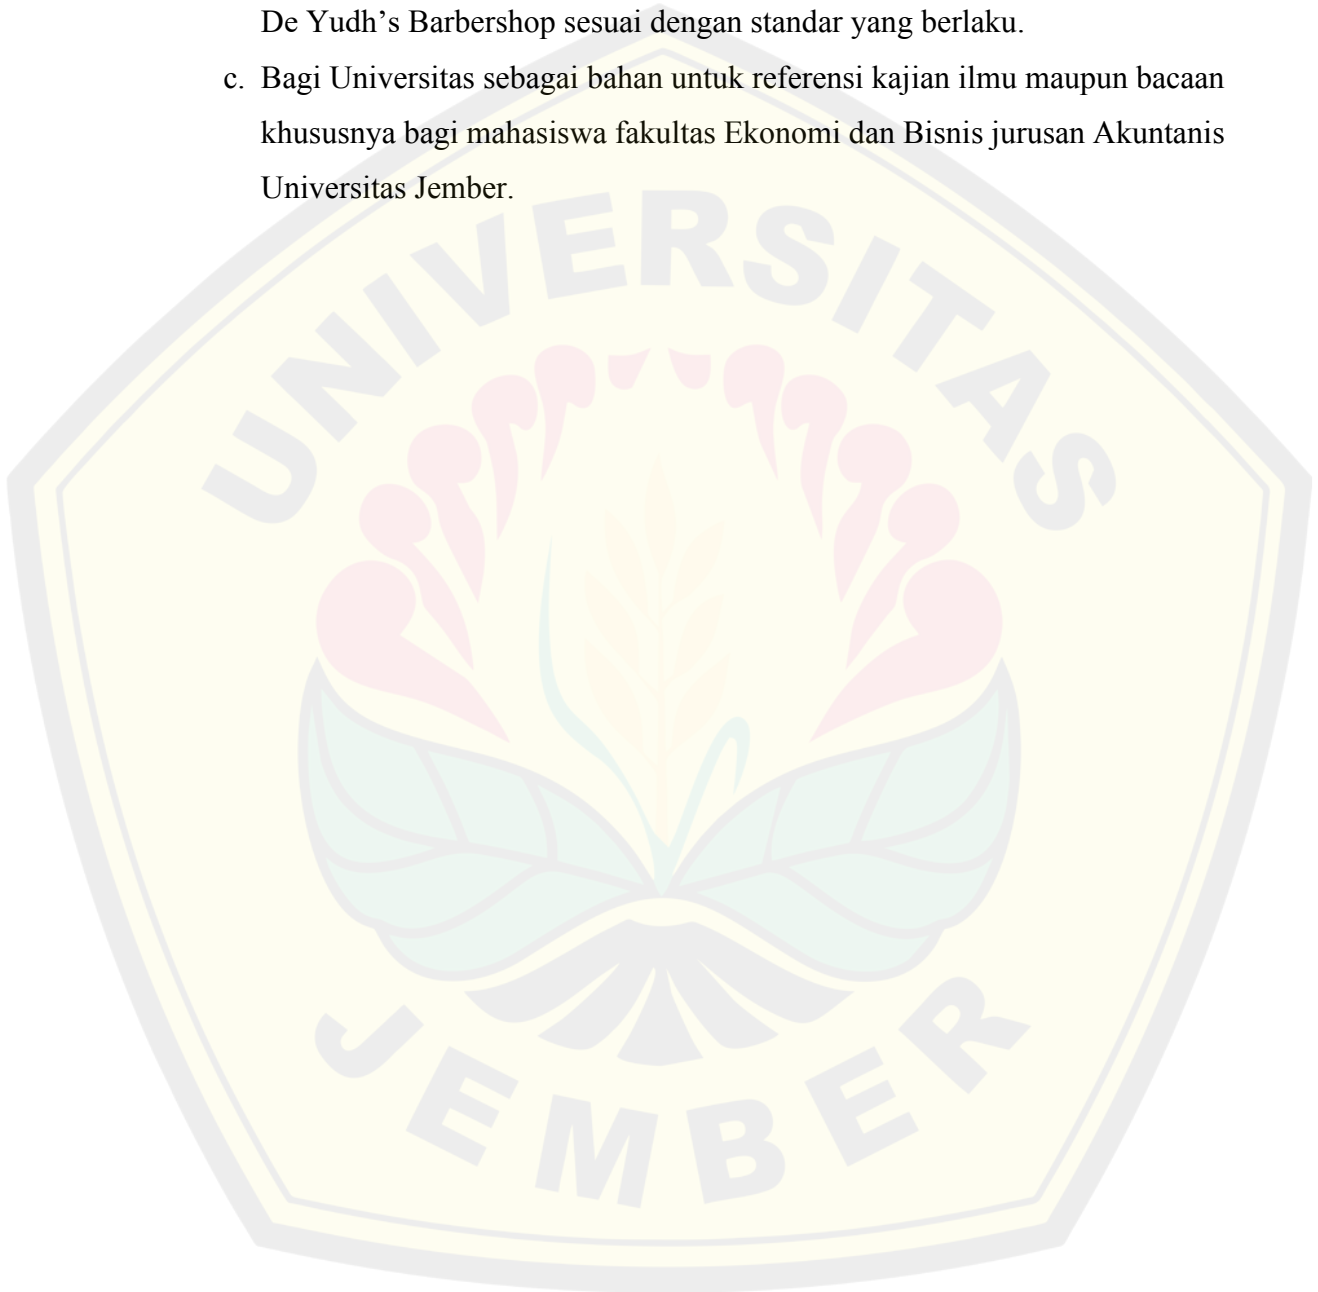 De Yudh’s Barbershop sesuai dengan standar yang berlaku.
c. Bagi Universitas sebagai bahan untuk referensi kajian ilmu maupun bacaan
khususnya bagi mahasiswa fakultas Ekonomi dan Bisnis jurusan Akuntanis
Universitas Jember.
UNIVERSITAS
JEMBER